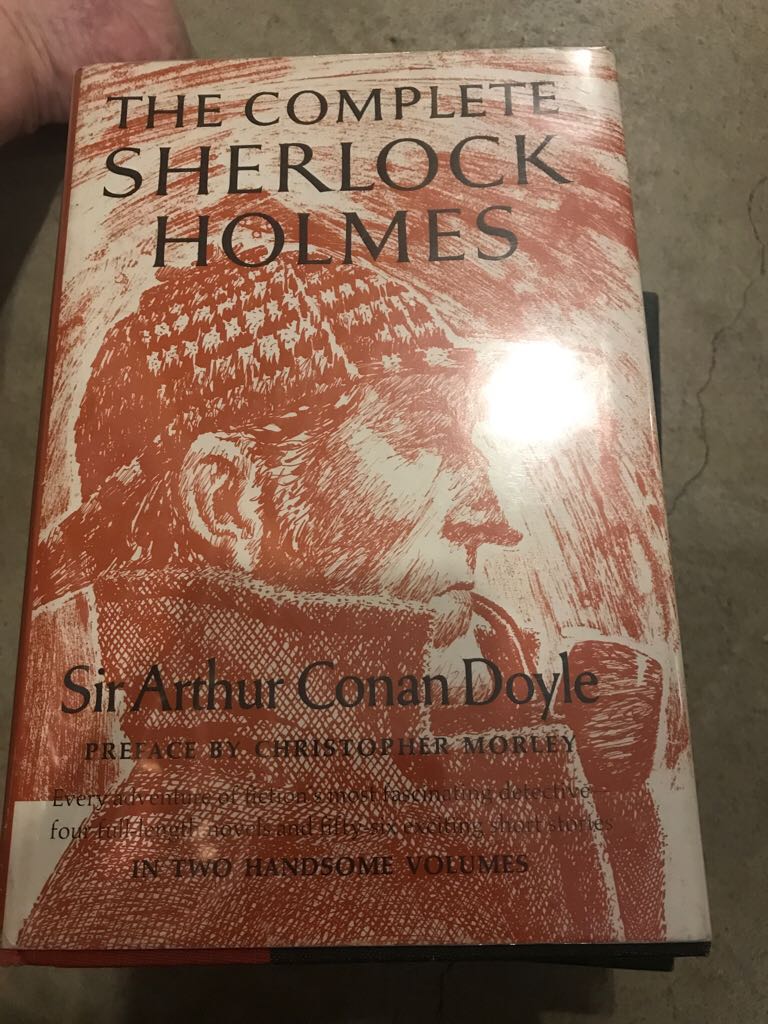 THE COMPLETE
SHERLOCK
HOLMES
Sir Arthur Conan Doyle
PREFACE BY CHRISTOPHER MORLEY
Every adventure of fiction's most fascinating detective—
four full-length novels and fifty-six exciting short stories
IN TWO HANDSOME VOLUMES